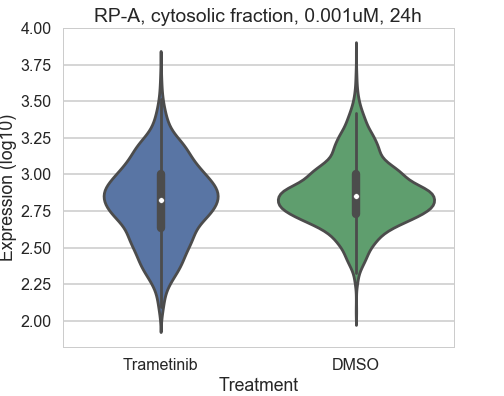 RP-A, cytosolic fraction, 0.001uM, 24h
Expression (log10)
4.00
3.75
3.50
3.25
3.00
2.75
2.50
2.25
2.00
Trametinib
DMSO
Treatment